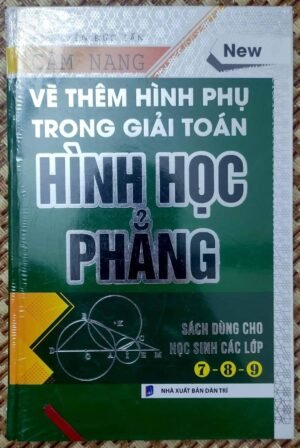 New
CẨM NANG
VẼ THÊM HÌNH PHỤ
TRONG GIẢI TOÁN
HÌNH HỌC
PHẲNG
SÁCH DÙNG CHO
HỌC SINH CÁC LỚP
7 - 8 - 9
NHÀ XUẤT BẢN DÂN TRÍ